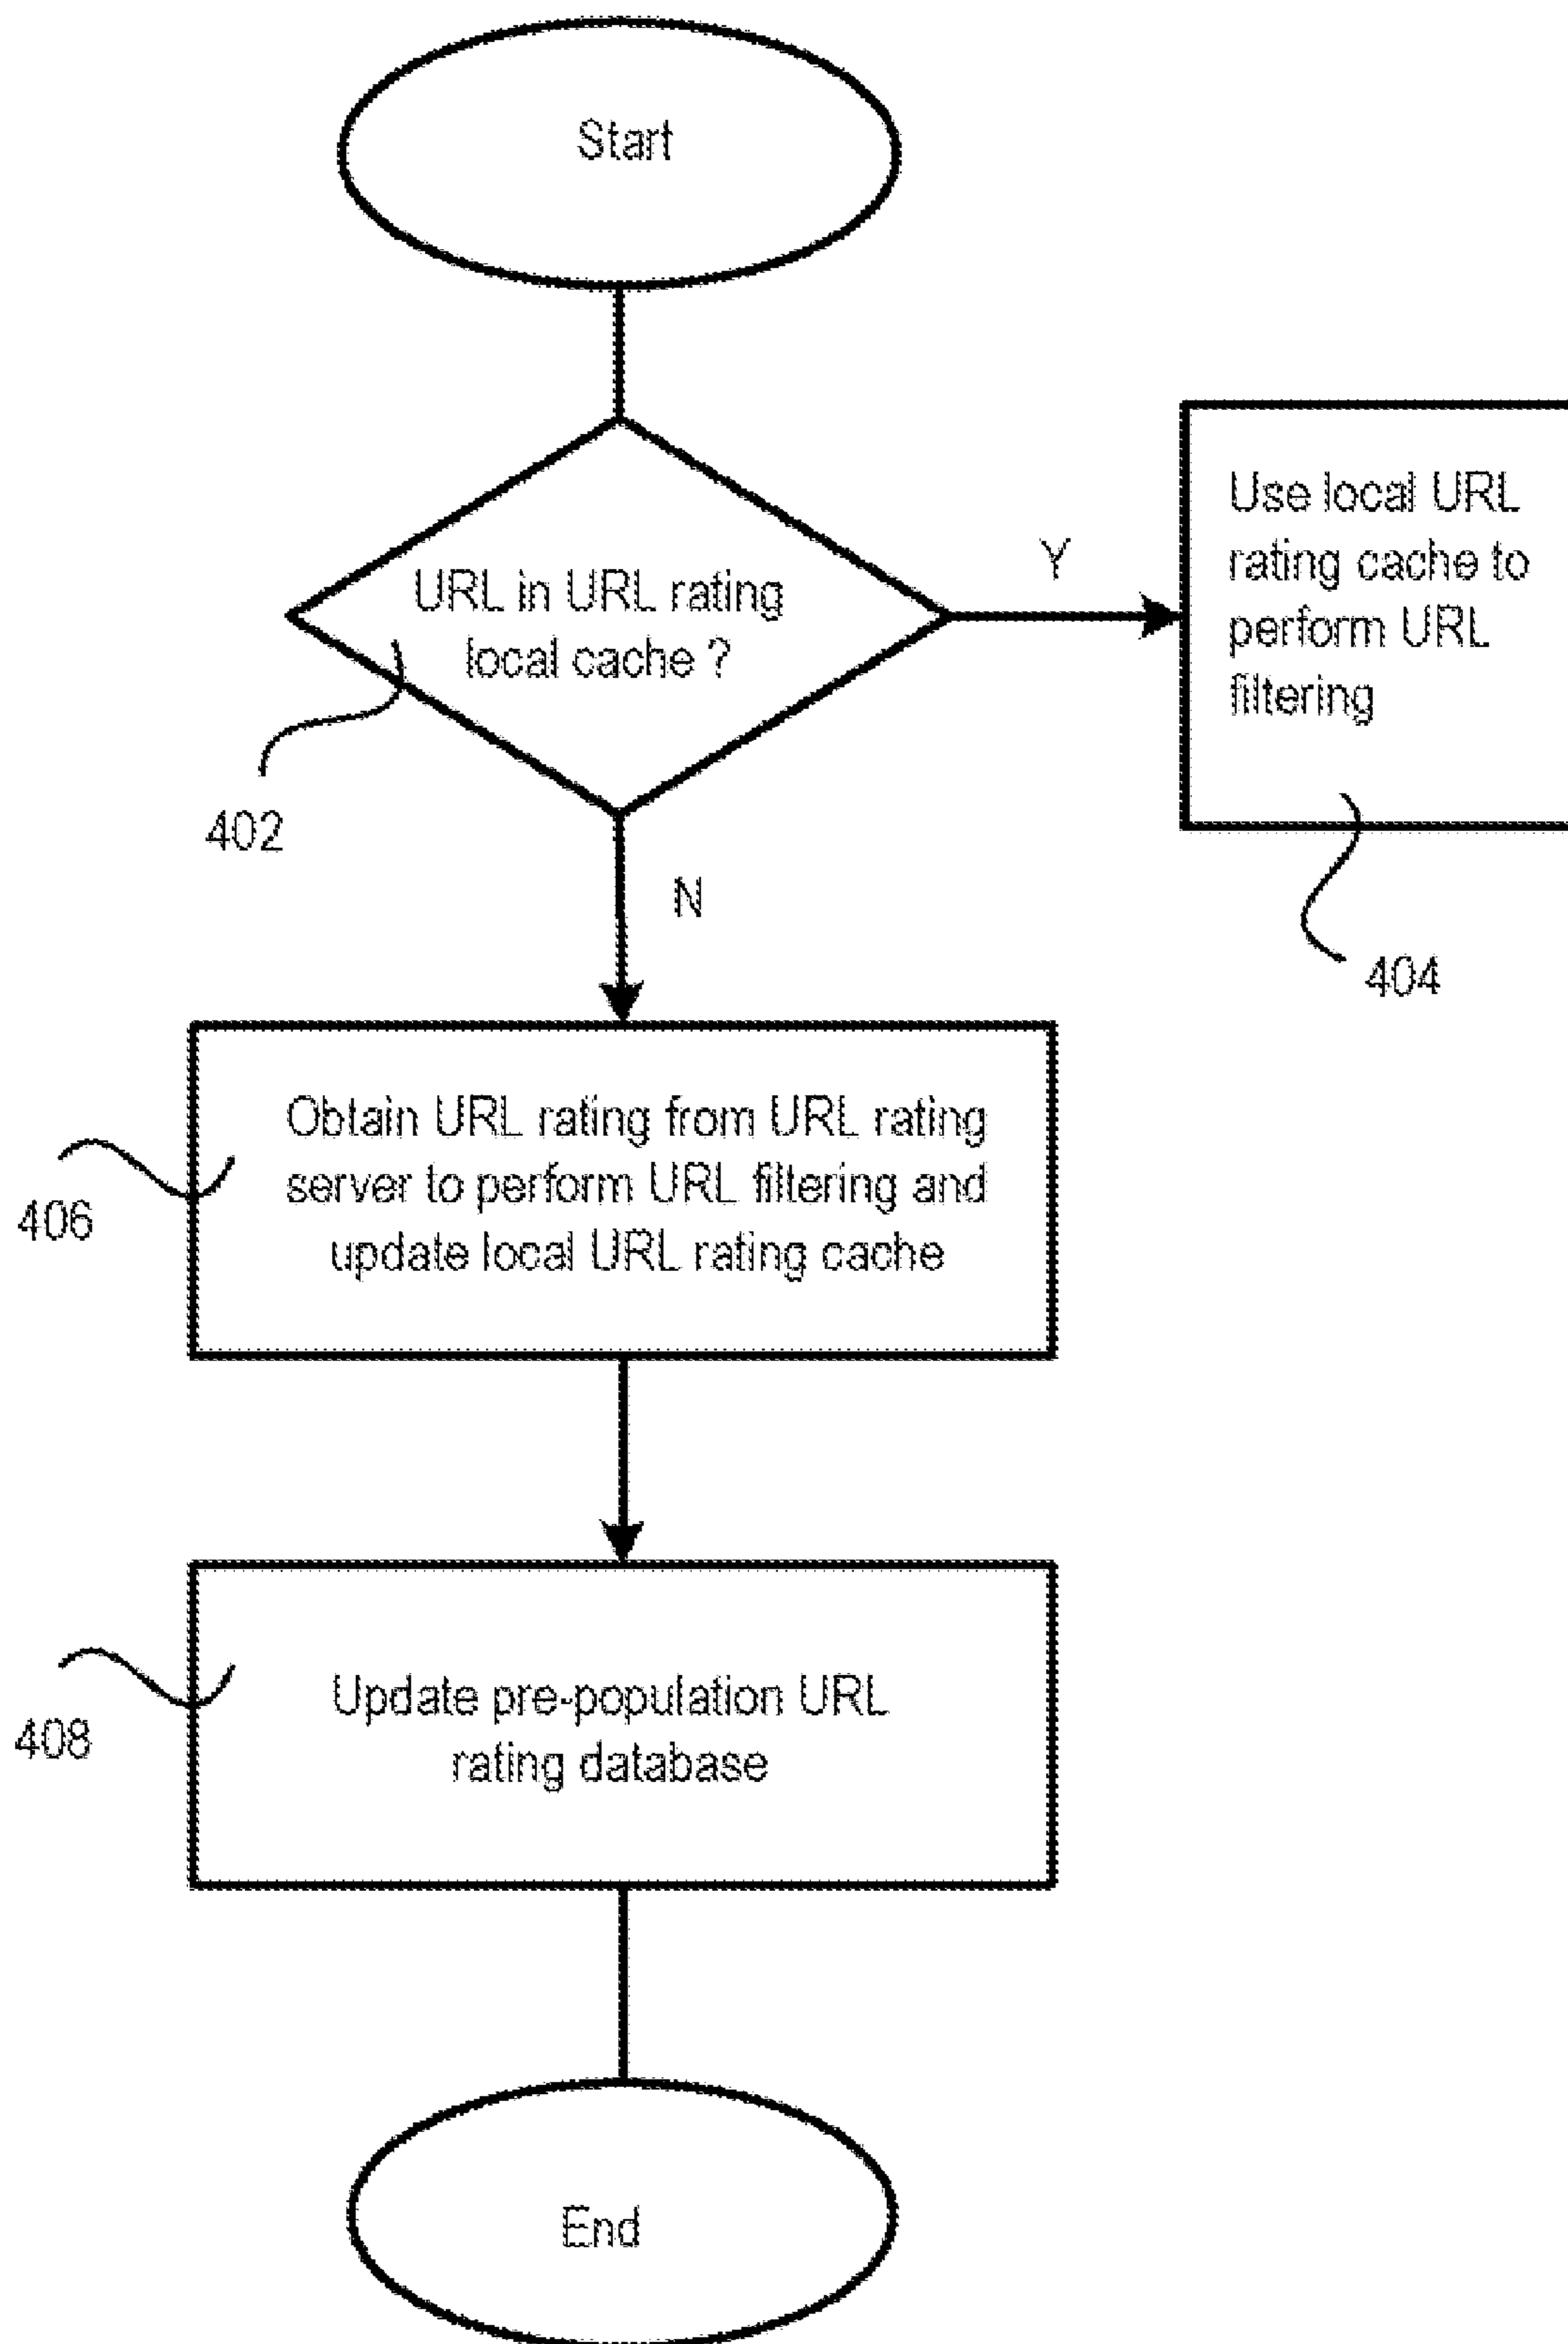 Start
URL in URL rating
local cache ?
Y
Use local URL
rating cache to
perform URL
filtering
402
N
404
Obtain URL rating from URL rating
server to perform URL filtering and
update local URL rating cache
406
Update pre-population URL
rating database
408
End